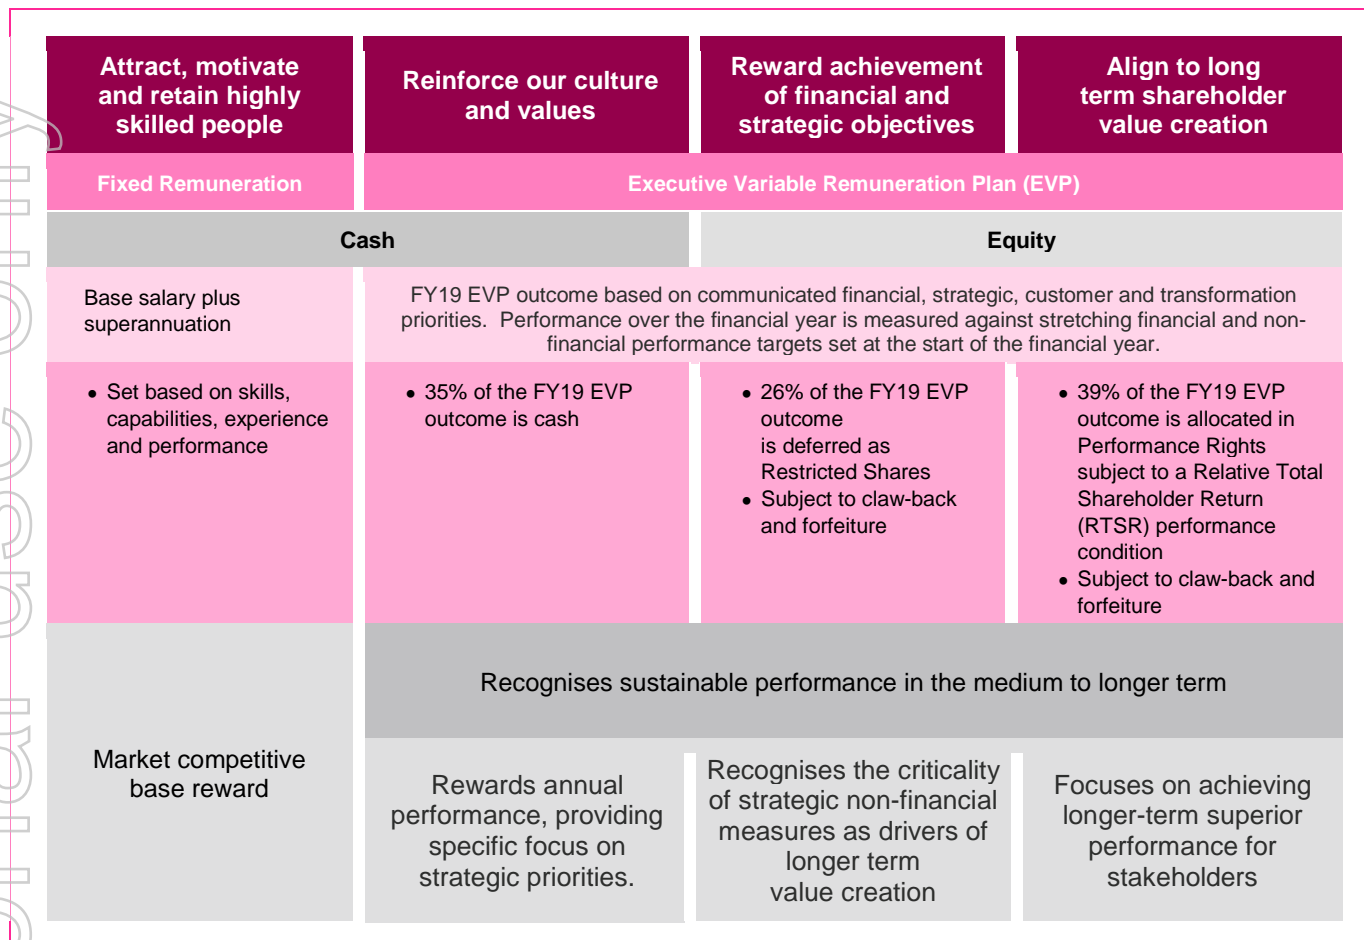 Attract, motivate
and retain highly
skilled people
Reinforce our culture
and values
Reward achievement
of financial and
strategic objectives
Align to long
term shareholder
value creation
Fixed Remuneration
Executive Variable Remuneration Plan (EVP)
Cash
Equity
Base salary plus
superannuation
FY19 EVP outcome based on communicated financial, strategic, customer and transformation
priorities.  Performance over the financial year is measured against stretching financial and non-
financial performance targets set at the start of the financial year.
• Set based on skills,
capabilities, experience
and performance
• 35% of the FY19 EVP
outcome is cash
• 26% of the FY19 EVP
outcome
is deferred as
Restricted Shares
• Subject to claw-back
and forfeiture
• 39% of the FY19 EVP
outcome is allocated in
Performance Rights
subject to a Relative Total
Shareholder Return
(RTSR) performance
condition
• Subject to claw-back and
forfeiture
Recognises sustainable performance in the medium to longer term
Market competitive
base reward
Rewards annual
performance, providing
specific focus on
strategic priorities.
Recognises the criticality
of strategic non-financial
measures as drivers of
longer term
value creation
Focuses on achieving
longer-term superior
performance for
stakeholders